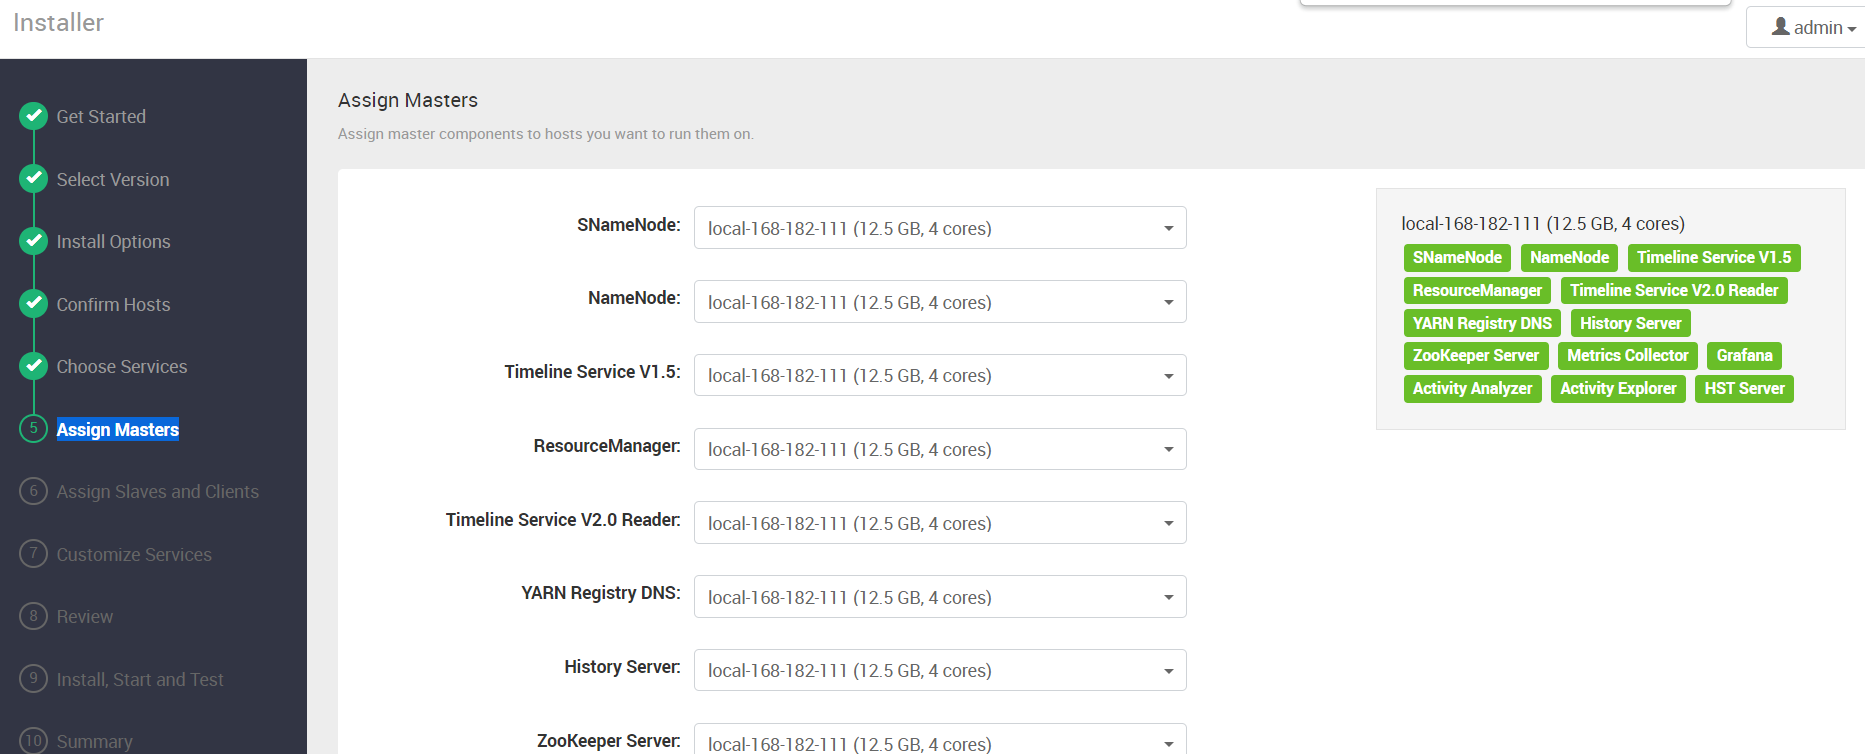 Installer
admin
Get Started
Select Version
Install Options
Confirm Hosts
Choose Services
5 Assign Masters
6 Assign Slaves and Clients
7 Customize Services
8 Review
9 Install, Start and Test
10 Summary
Assign Masters
Assign master components to hosts you want to run them on.
SNameNode: local-168-182-111 (12.5 GB, 4 cores)
NameNode: local-168-182-111 (12.5 GB, 4 cores)
Timeline Service V1.5: local-168-182-111 (12.5 GB, 4 cores)
ResourceManager: local-168-182-111 (12.5 GB, 4 cores)
Timeline Service V2.0 Reader: local-168-182-111 (12.5 GB, 4 cores)
YARN Registry DNS: local-168-182-111 (12.5 GB, 4 cores)
History Server: local-168-182-111 (12.5 GB, 4 cores)
ZooKeeper Server: local-168-182-111 (12.5 GB, 4 cores)
local-168-182-111 (12.5 GB, 4 cores)
SNameNode NameNode Timeline Service V1.5
ResourceManager Timeline Service V2.0 Reader
YARN Registry DNS History Server
ZooKeeper Server Metrics Collector Grafana
Activity Analyzer Activity Explorer HST Server